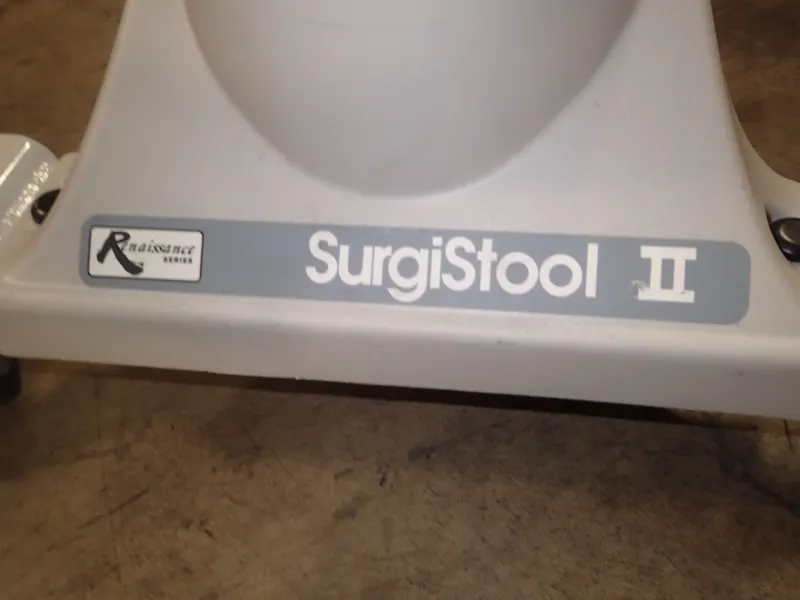 Renaissance
SERIES
SurgiStool II